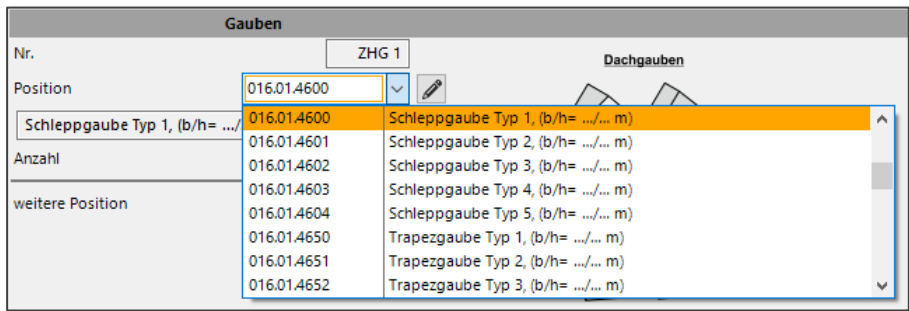 Gauben
Nr. ZHG 1
Dachgauben
Position 016.01.4600
Schleppgaube Typ 1, (b/h= .../
Anzahl
weitere Position
016.01.4600 Schleppgaube Typ 1, (b/h= .../... m)
016.01.4601 Schleppgaube Typ 2, (b/h= .../... m)
016.01.4602 Schleppgaube Typ 3, (b/h= .../... m)
016.01.4603 Schleppgaube Typ 4, (b/h= .../... m)
016.01.4604 Schleppgaube Typ 5, (b/h= .../... m)
016.01.4650 Trapezgaube Typ 1, (b/h= .../... m)
016.01.4651 Trapezgaube Typ 2, (b/h= .../... m)
016.01.4652 Trapezgaube Typ 3, (b/h= .../... m)